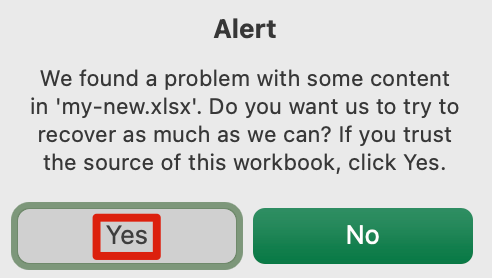 Alert
We found a problem with some content
in 'my-new.xlsx'. Do you want us to try to
recover as much as we can? If you trust
the source of this workbook, click Yes.
Yes
No